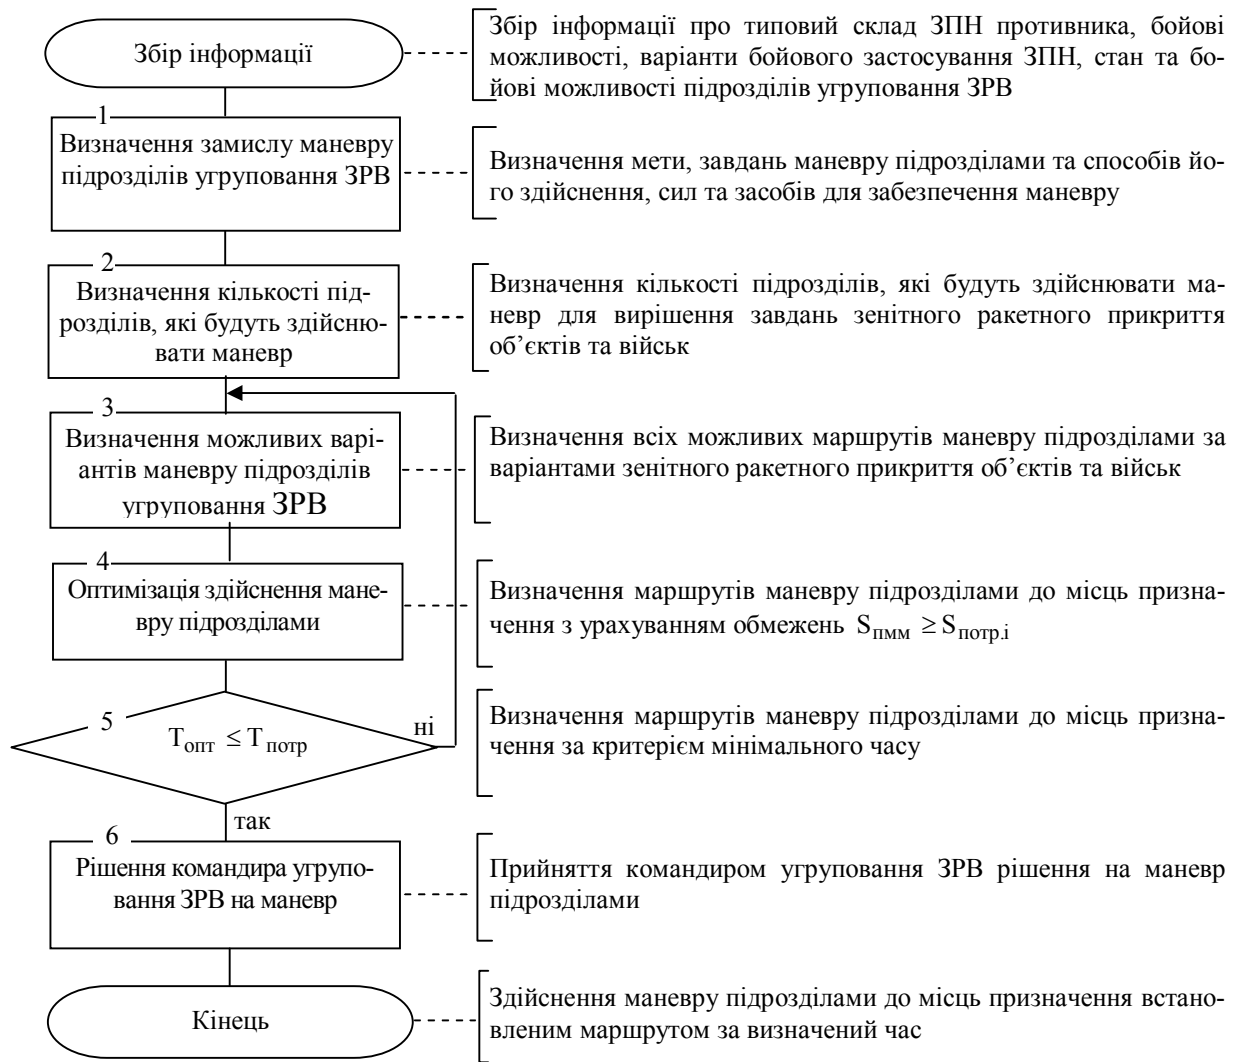 Збір інформації
Збір інформації про типовий склад ЗПН противника, бойові
можливості, варіанти бойового застосування ЗПН, стан та бо-
йові можливості підрозділів угруповання ЗРВ
1
Визначення замислу маневру
підрозділів угруповання ЗРВ
Визначення мети, завдань маневру підрозділами та способів йо-
го здійснення, сил та засобів для забезпечення маневру
2
Визначення кількості під-
розділів, які будуть здійсню-
вати маневр
Визначення кількості підрозділів, які будуть здійснювати ма-
невр для вирішення завдань зенітного ракетного прикриття
об’єктів та військ
3
Визначення можливих варі-
антів маневру підрозділів
угруповання ЗРВ
Визначення всіх можливих маршрутів маневру підрозділами за
варіантами зенітного ракетного прикриття об’єктів та військ
4
Оптимізація здійснення мане-
вру підрозділами
Визначення маршрутів маневру підрозділами до місць призна-
чення з урахуванням обмежень Sпмм ≥ Sпотр.і
5
Tопт ≤ Tпотр
ні
Визначення маршрутів маневру підрозділами до місць призна-
чення за критерієм мінімального часу
так
6
Рішення командира угрупо-
вання ЗРВ на маневр
Прийняття командиром угруповання ЗРВ рішення на маневр
підрозділами
Кінець
Здійснення маневру підрозділами до місць призначення встано-
вленим маршрутом за визначений час